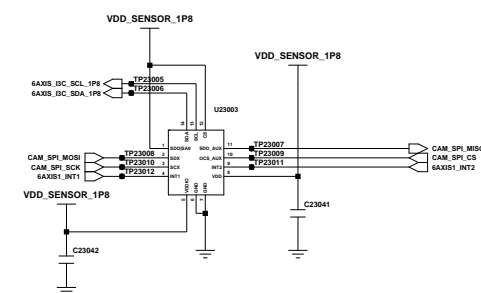 VDD_SENSOR_1P8
VDD_SENSOR_1P8
6AXIS_I3C_SCL_1P8
TP23005
6AXIS_I3C_SDA_1P8
TP23006
U23003
14
13
12
SDA
SCL
CS
1
SDO|SA0
SDO_AUX
11
TP23007
CAM_SPI_MISO
CAM_SPI_MOSI
TP23008
2
SDX
OCS_AUX
10
TP23009
CAM_SPI_CS
CAM_SPI_SCK
TP23010
3
SCX
INT2
9
TP23011
6AXIS1_INT2
6AXIS1_INT1
TP23012
4
INT1
VDD
8
VDDIO
GND
GND
5
6
7
VDD_SENSOR_1P8
C23041
C23042